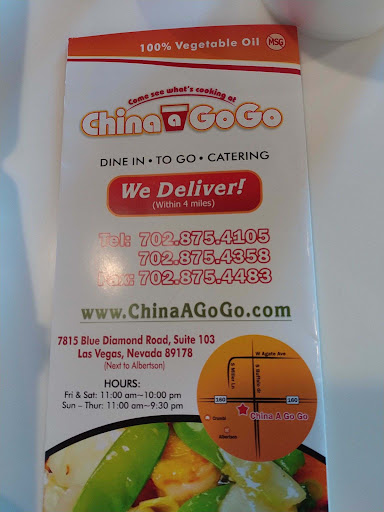 100% Vegetable Oil MSG
Come see what's cooking at
China a GoGo
DINE IN • TO GO • CATERING
We Deliver!
(Within 4 miles)
Tel: 702.875.4105
702.875.4358
Fax: 702.875.4483
www.ChinaAGoGo.com
7815 Blue Diamond Road, Suite 103
Las Vegas, Nevada 89178
(Next to Albertson)
HOURS:
Fri & Sat: 11:00 am~10:00 pm
Sun ~ Thur: 11:00 am~9:30 pm
W Agate Ave
S Buffalo Dr
160
160
China A Go Go
Albertson